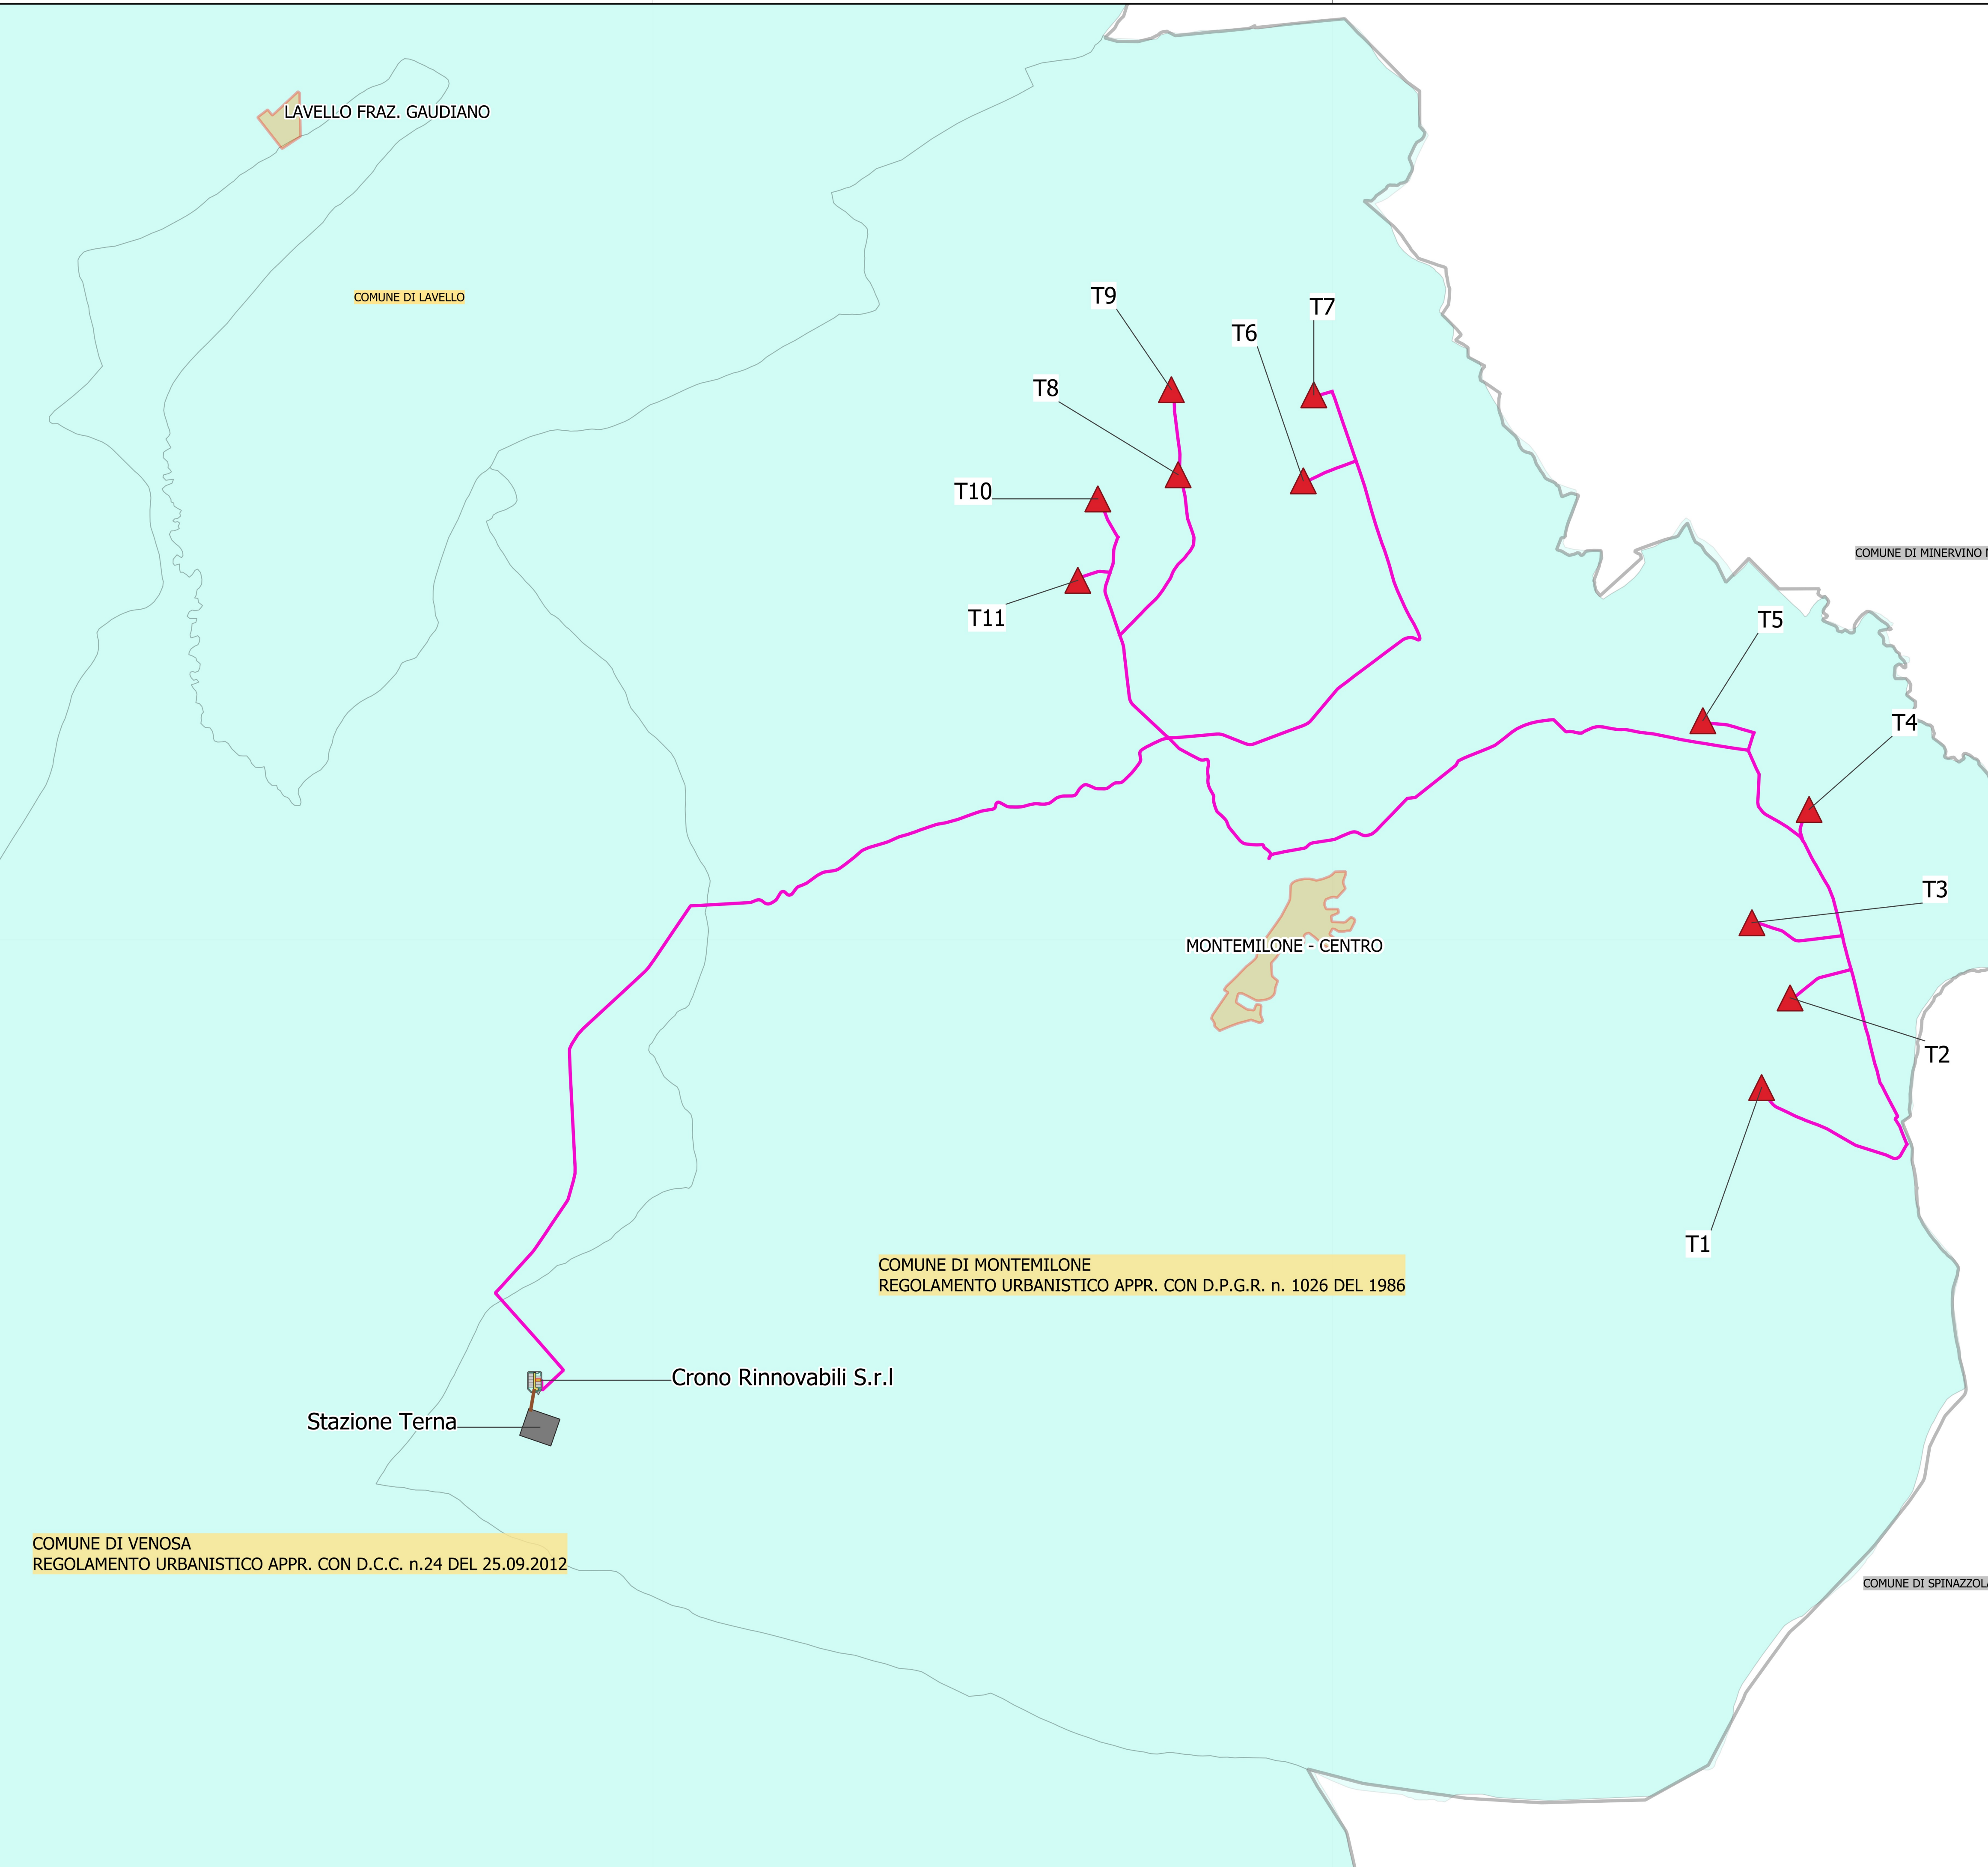 LAVELLO FRAZ. GAUDIANO
COMUNE DI LAVELLO
T9
T7
T6
T8
T10
T11
COMUNE DI MINERVINO
T5
T4
T3
MONTEMILONE - CENTRO
T2
T1
COMUNE DI MONTEMILONE
REGOLAMENTO URBANISTICO APPR. CON D.P.G.R. n. 1026 DEL 1986
Crono Rinnovabili S.r.l
Stazione Terna
COMUNE DI VENOSA
REGOLAMENTO URBANISTICO APPR. CON D.C.C. n.24 DEL 25.09.2012
COMUNE DI SPINAZZOLA